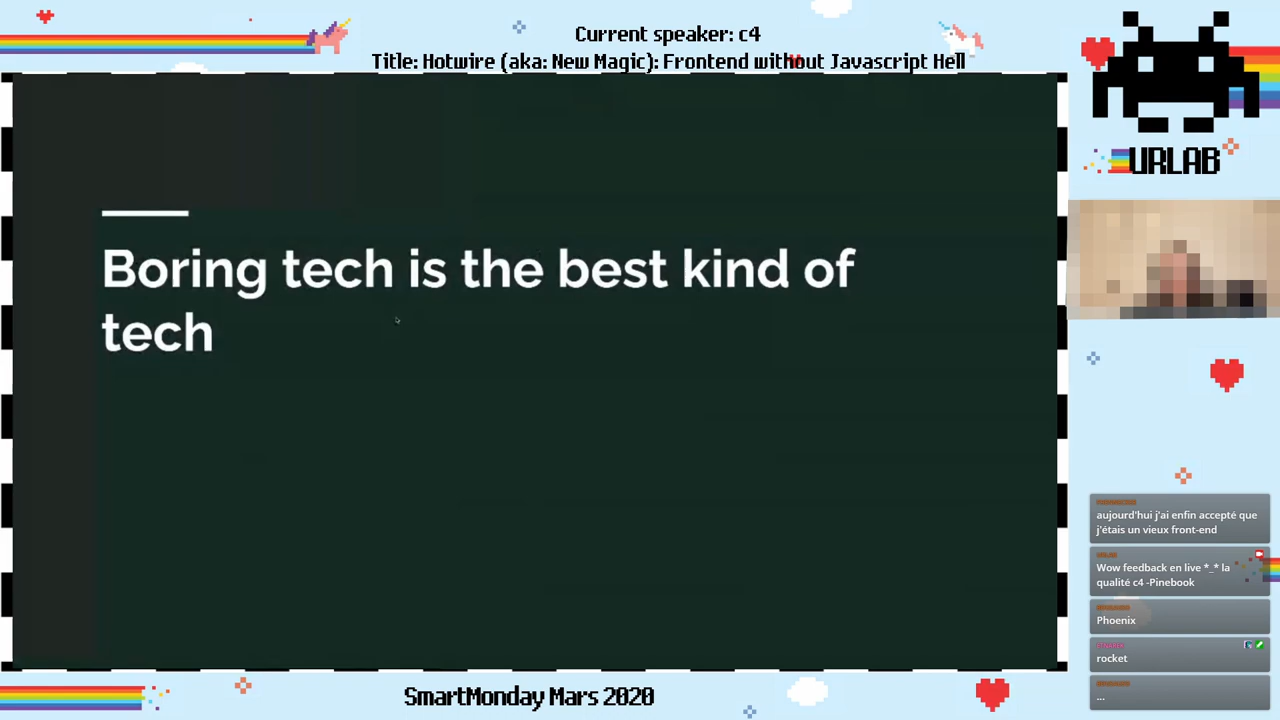 Current speaker: c4
Title: Hotwire (aka: New Magic): Frontend without Javascript Hell
URLAB
Boring tech is the best kind of
tech
aujourd'hui j'ai enfin accepté que
j'étais un vieux front-end
Wow feedback en live *_* la
qualité c4 -Pinebook
Phoenix
rocket
...
SmartMonday Mars 2020